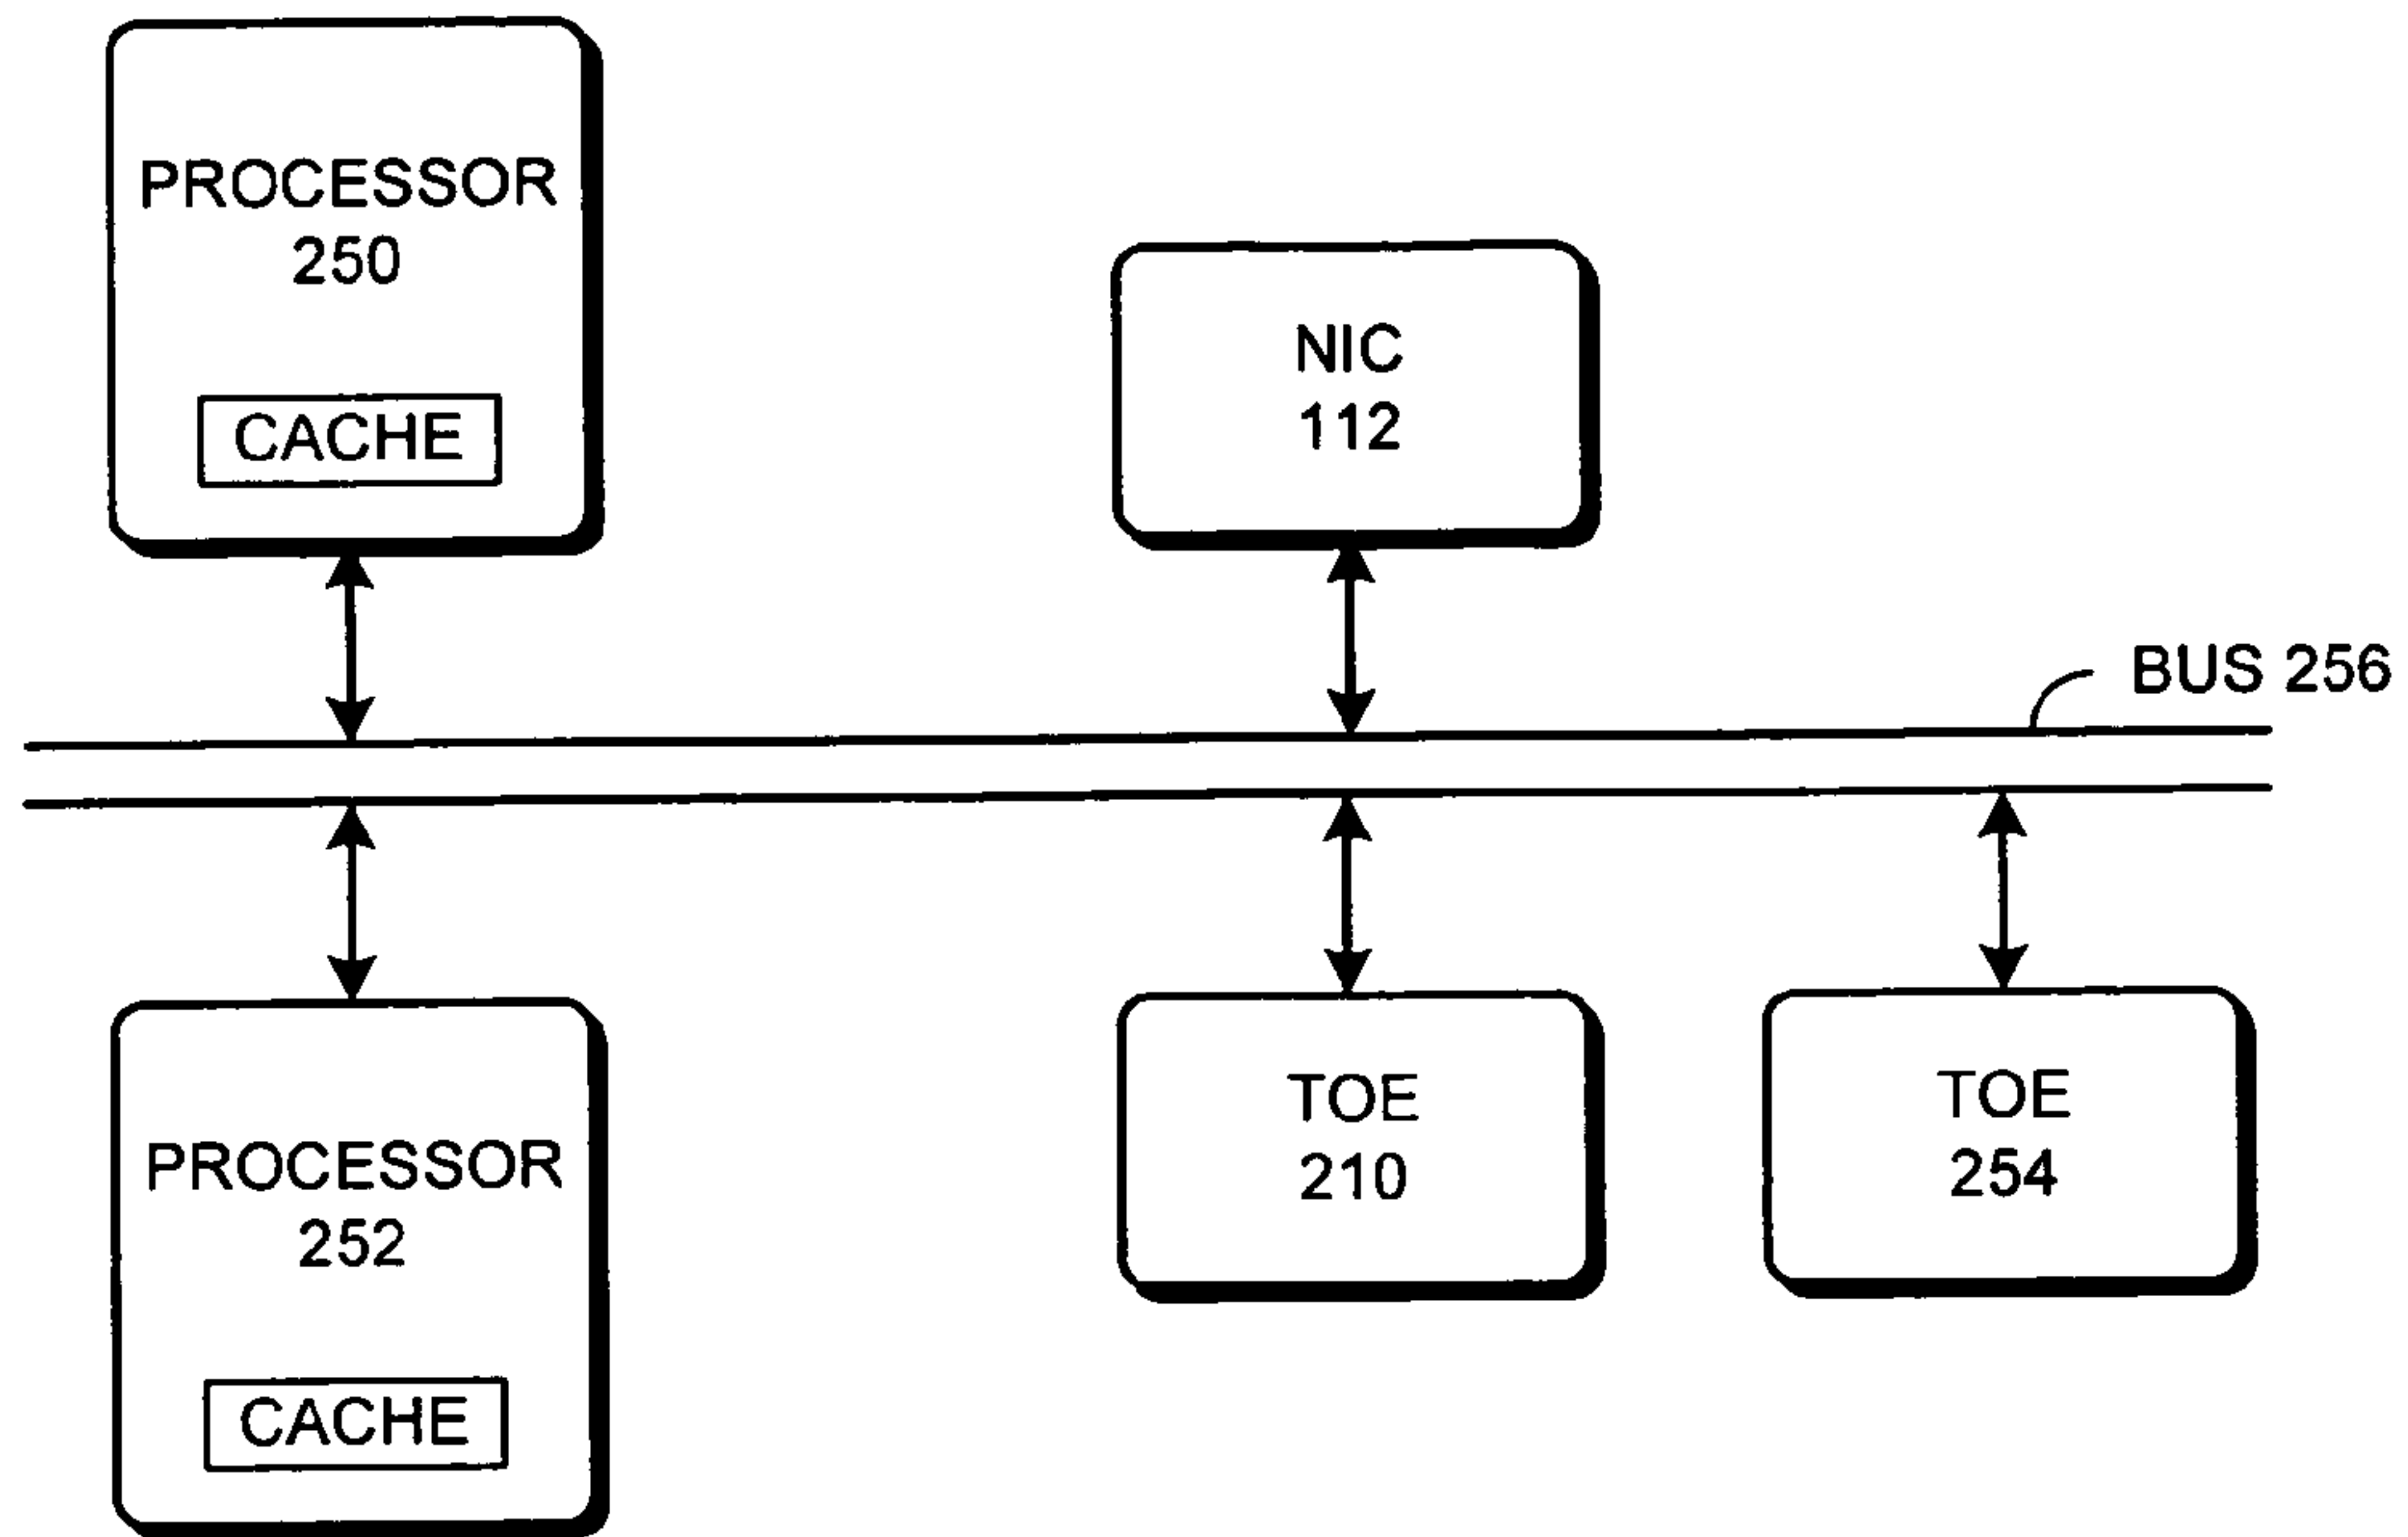 PROCESSOR
250
CACHE
NIC
112
BUS 256
PROCESSOR
252
CACHE
TOE
210
TOE
254